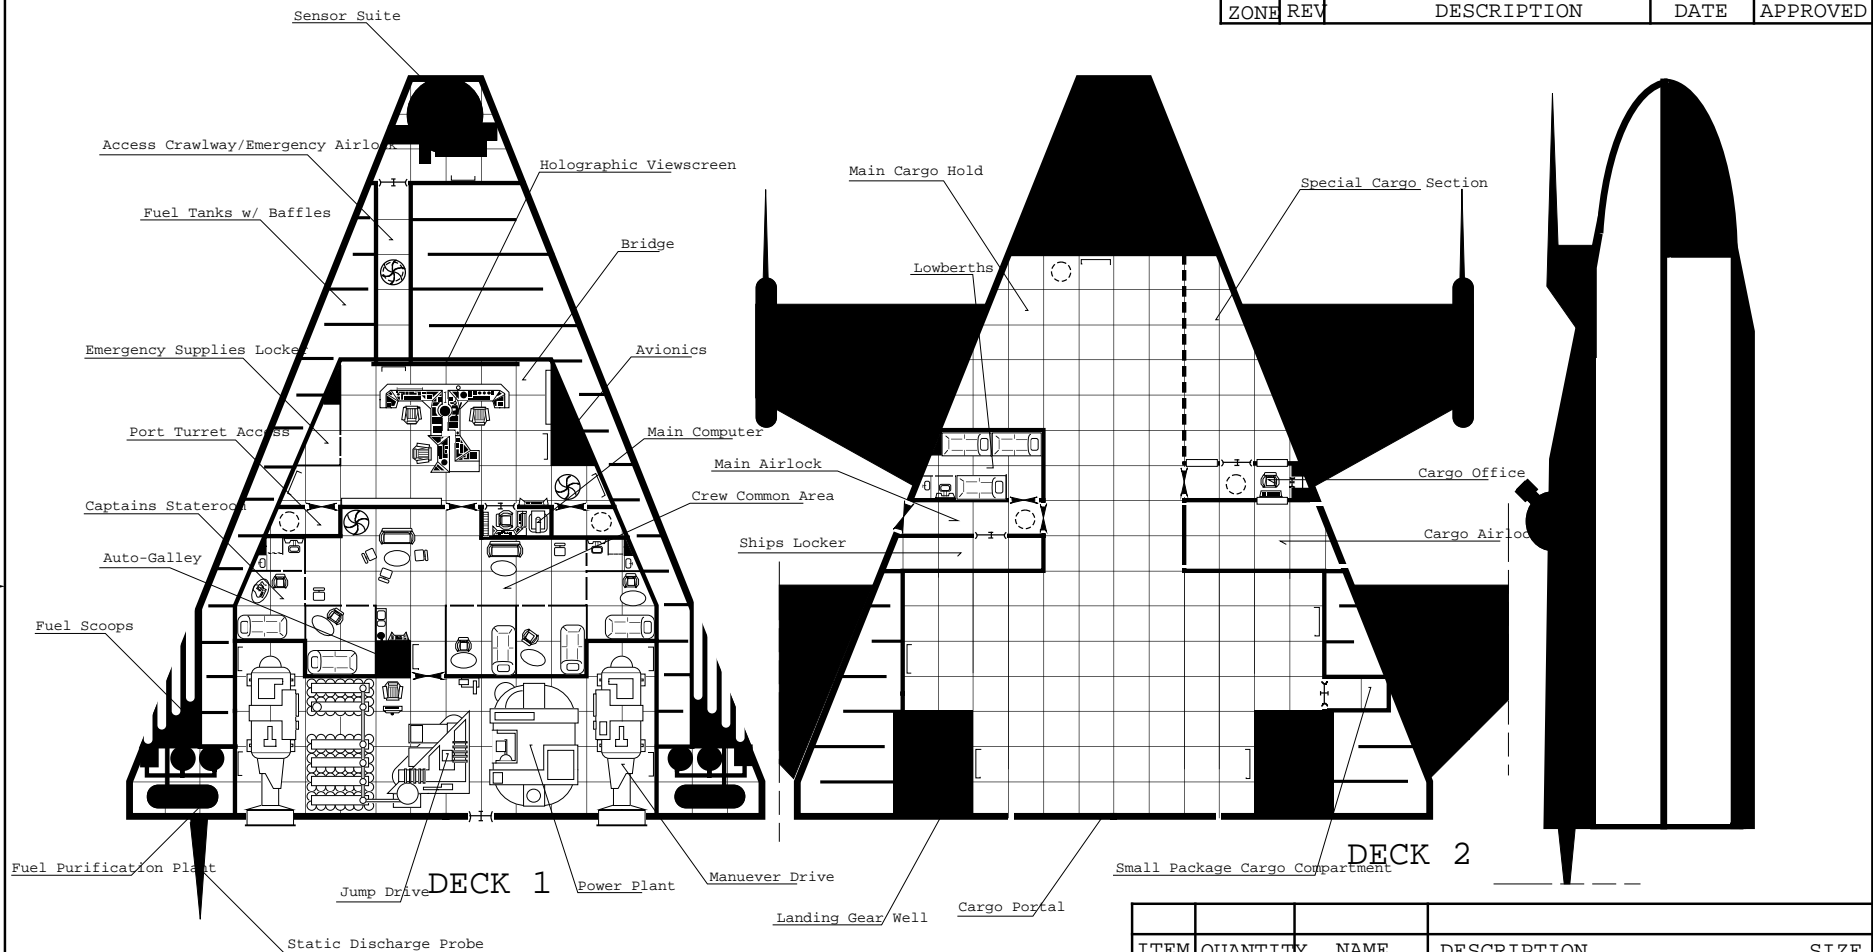 ZONE REV DESCRIPTION DATE APPROVED
Sensor Suite
Access Crawlway/Emergency Airlock
Holographic Viewscreen
Fuel Tanks w/ Baffles
Bridge
Emergency Supplies Locker
Avionics
Port Turret Access
Main Computer
Captains Stateroom
Crew Common Area
Auto-Galley
Fuel Scoops
Fuel Purification Plant
Jump Drive
DECK 1
Power Plant
Manuever Drive
Static Discharge Probe
Main Cargo Hold
Special Cargo Section
Lowberths
Main Airlock
Cargo Office
Ships Locker
Cargo Airloc
Small Package Cargo Compartment
DECK 2
Landing Gear Well
Cargo Portal
ITEM QUANTITY NAME DESCRIPTION SIZE